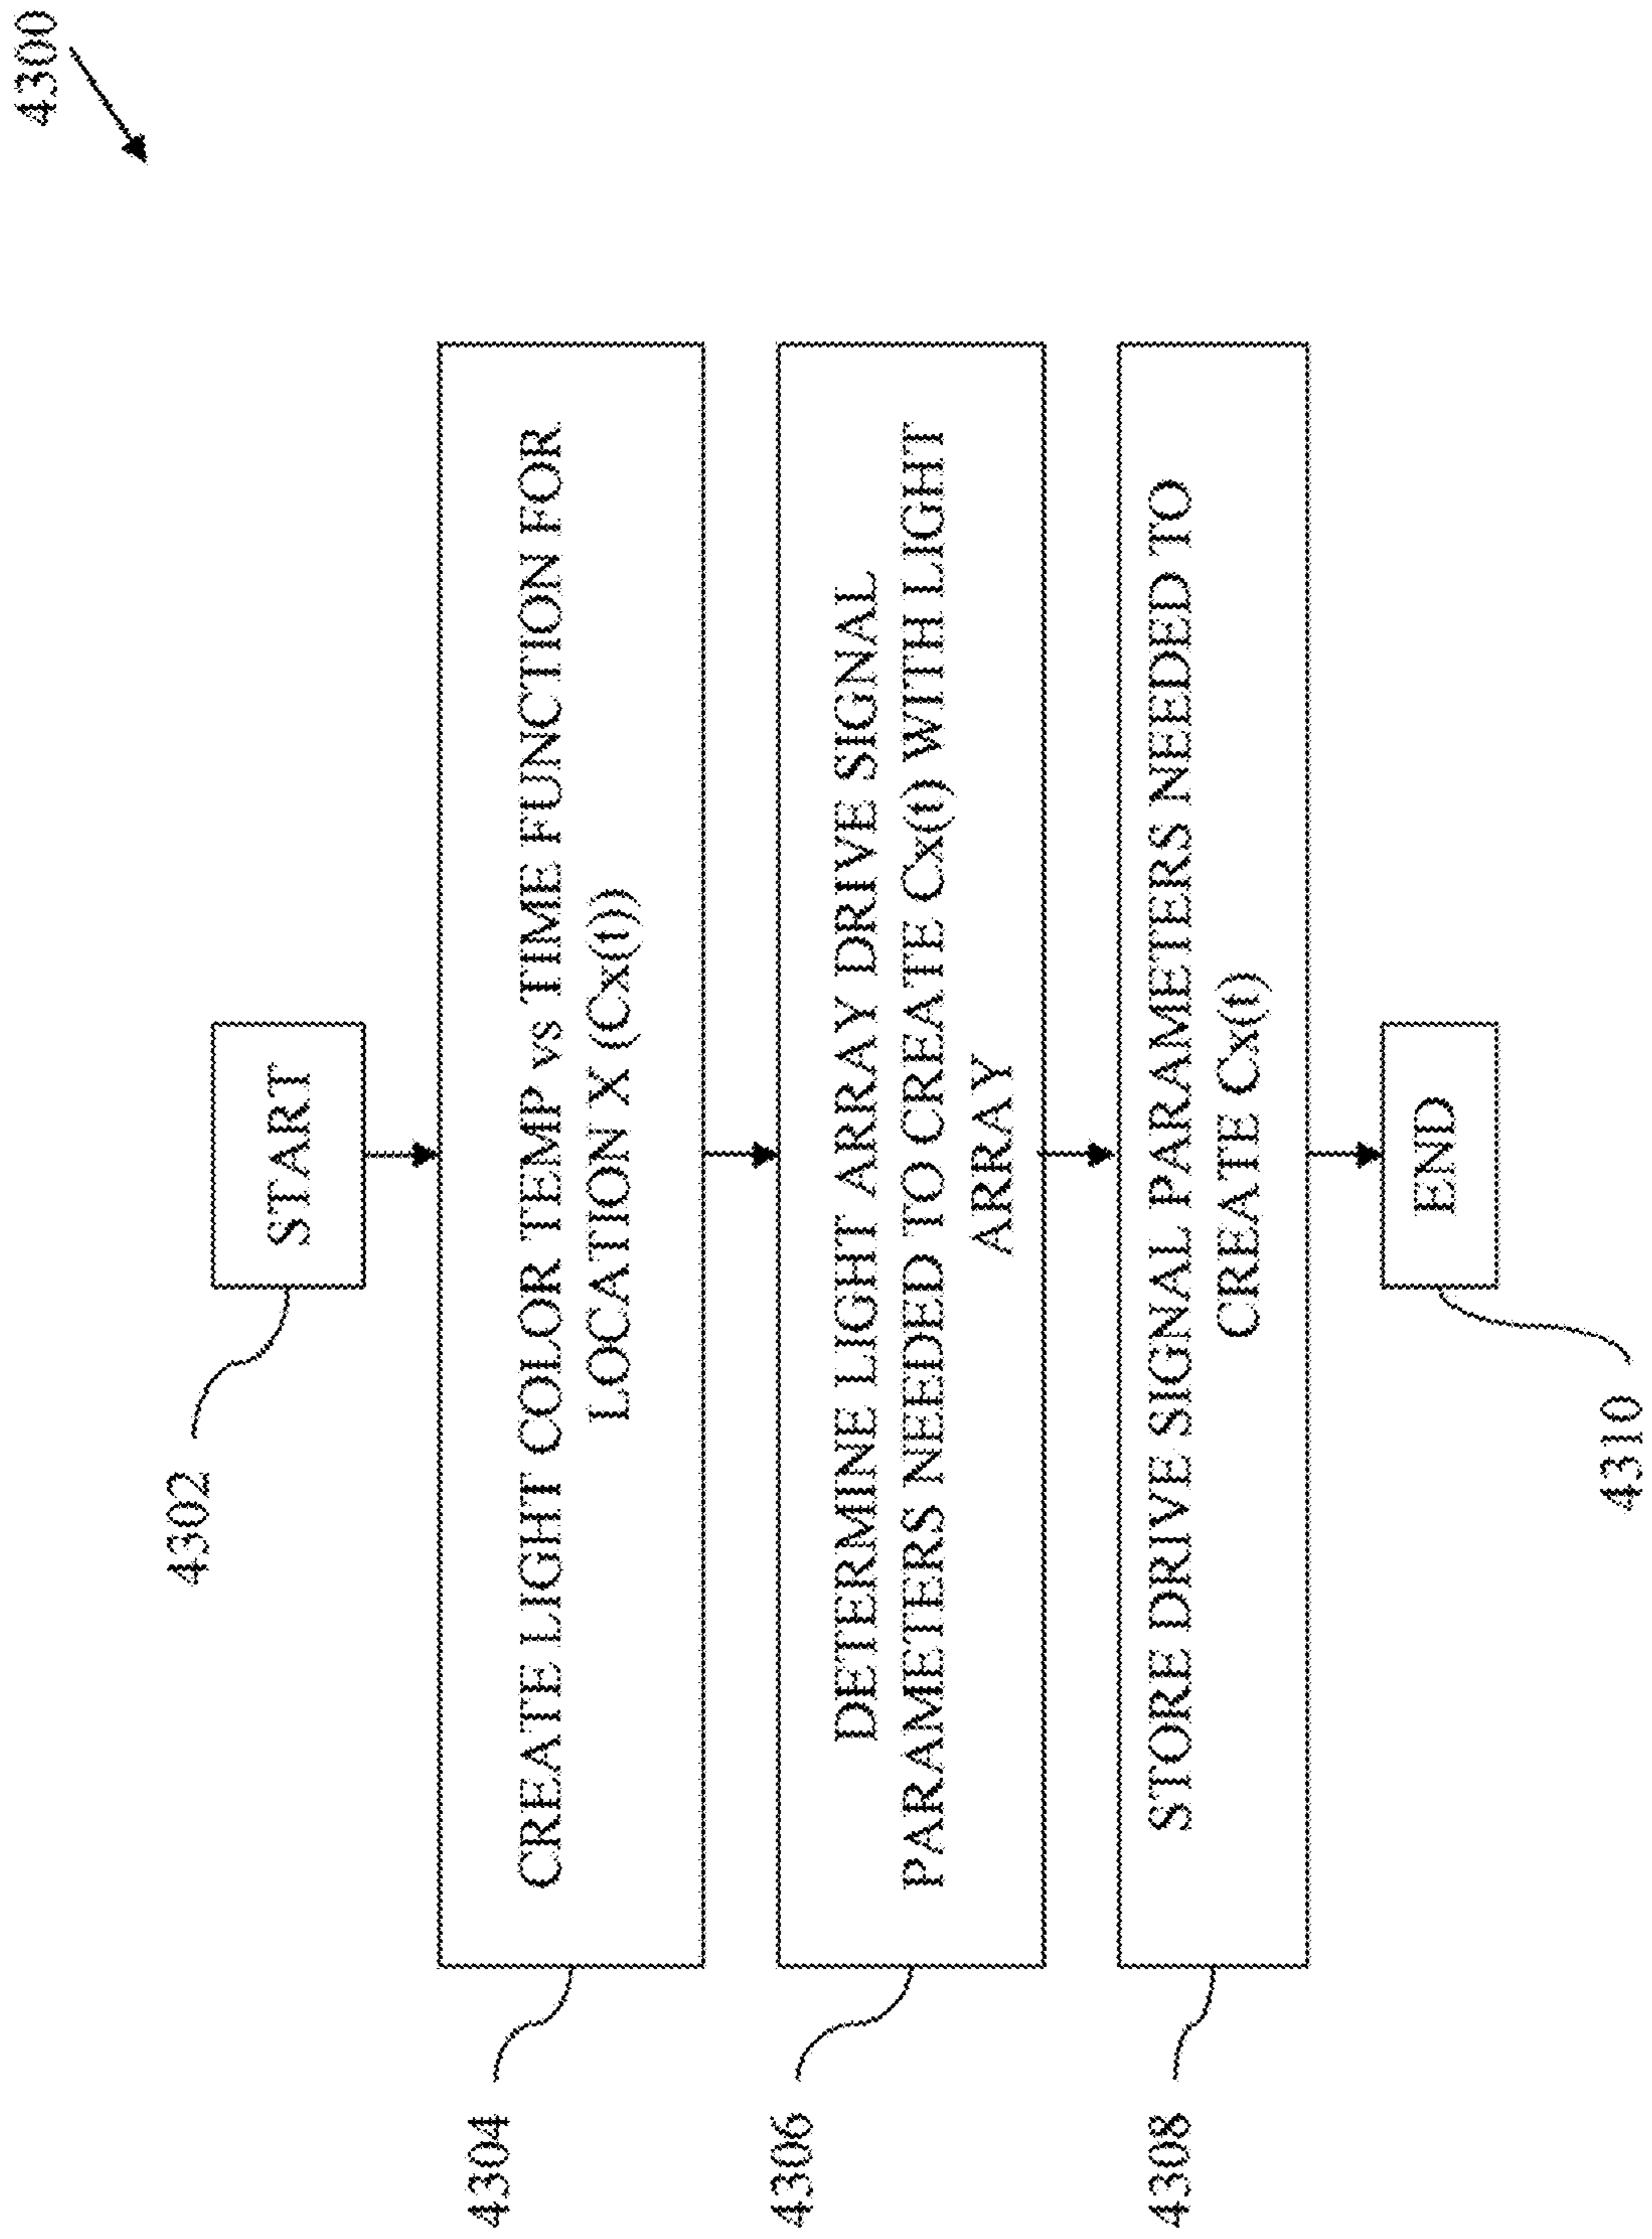 4300
4302
START
4304
CREATE LIGHT COLOR TEMP vs TIME FUNCTION FOR
LOCATION X (Cx(t))
4306
DETERMINE LIGHT ARRAY DRIVE SIGNAL
PARAMETERS NEEDED TO CREATE Cx(t) WITH LIGHT
ARRAY
4308
STORE DRIVE SIGNAL PARAMETERS NEEDED TO
CREATE Cx(t)
END
4310